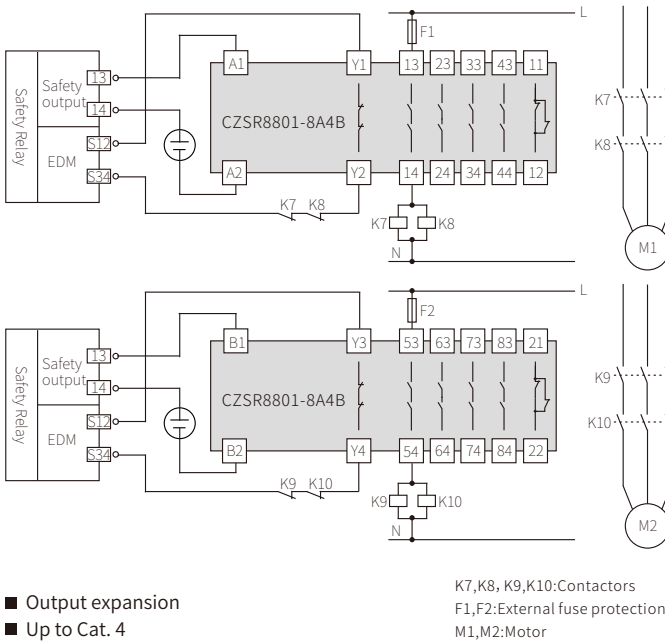 L
F1
A1 Y1 13 23 33 43 11
13
Safety output
14
Safety Relay
S12
EDM
S34
CZSR8801-8A4B
A2 Y2 14 24 34 44 12
K7 K8
K7 K8
N
K7
K8
M1
L
F2
B1 Y3 53 63 73 83 21
13
Safety output
14
Safety Relay
S12
EDM
S34
CZSR8801-8A4B
B2 Y4 54 64 74 84 22
K9 K10
K9 K10
N
K9
K10
M2
■ Output expansion
■ Up to Cat. 4
K7,K8, K9,K10:Contactors
F1,F2:External fuse protection
M1,M2:Motor